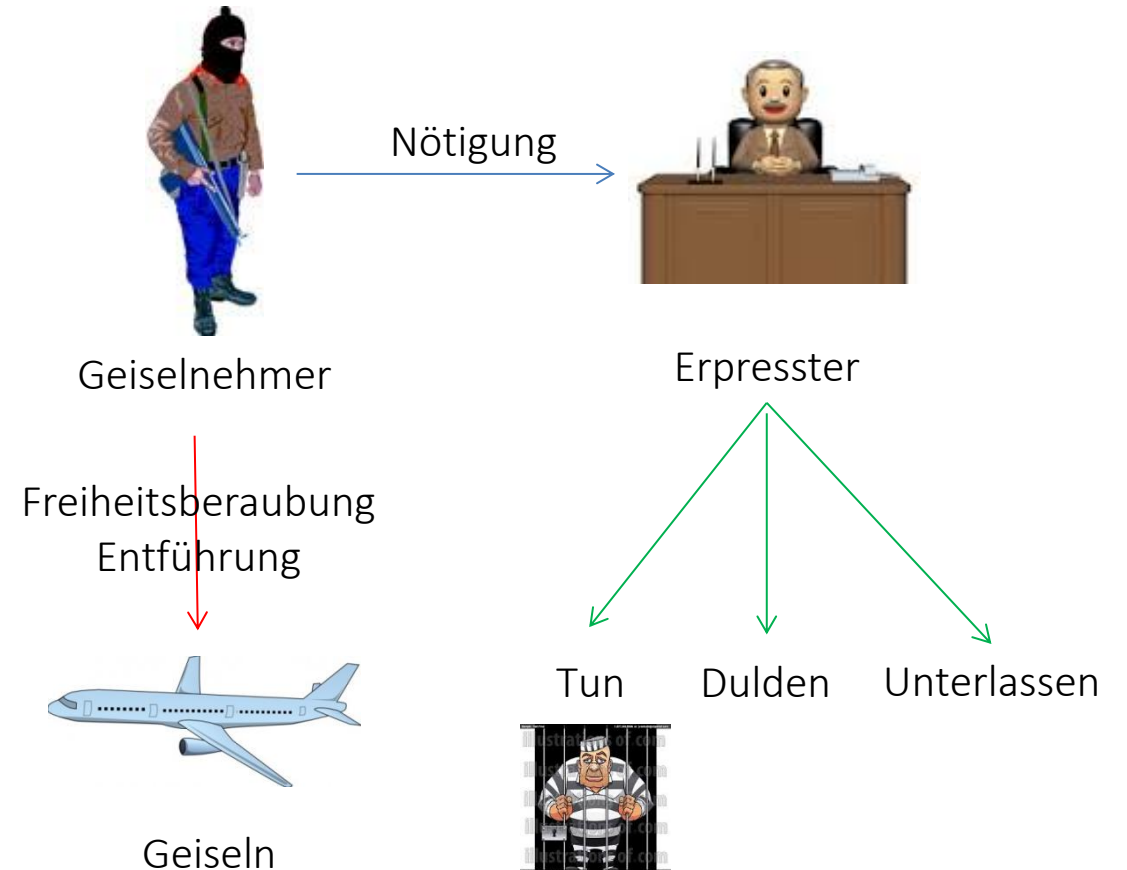 Nötigung
Geiselnehmer
Erpresster
Freiheitsberaubung
Entführung
Tun
Dulden
Unterlassen
Geiseln